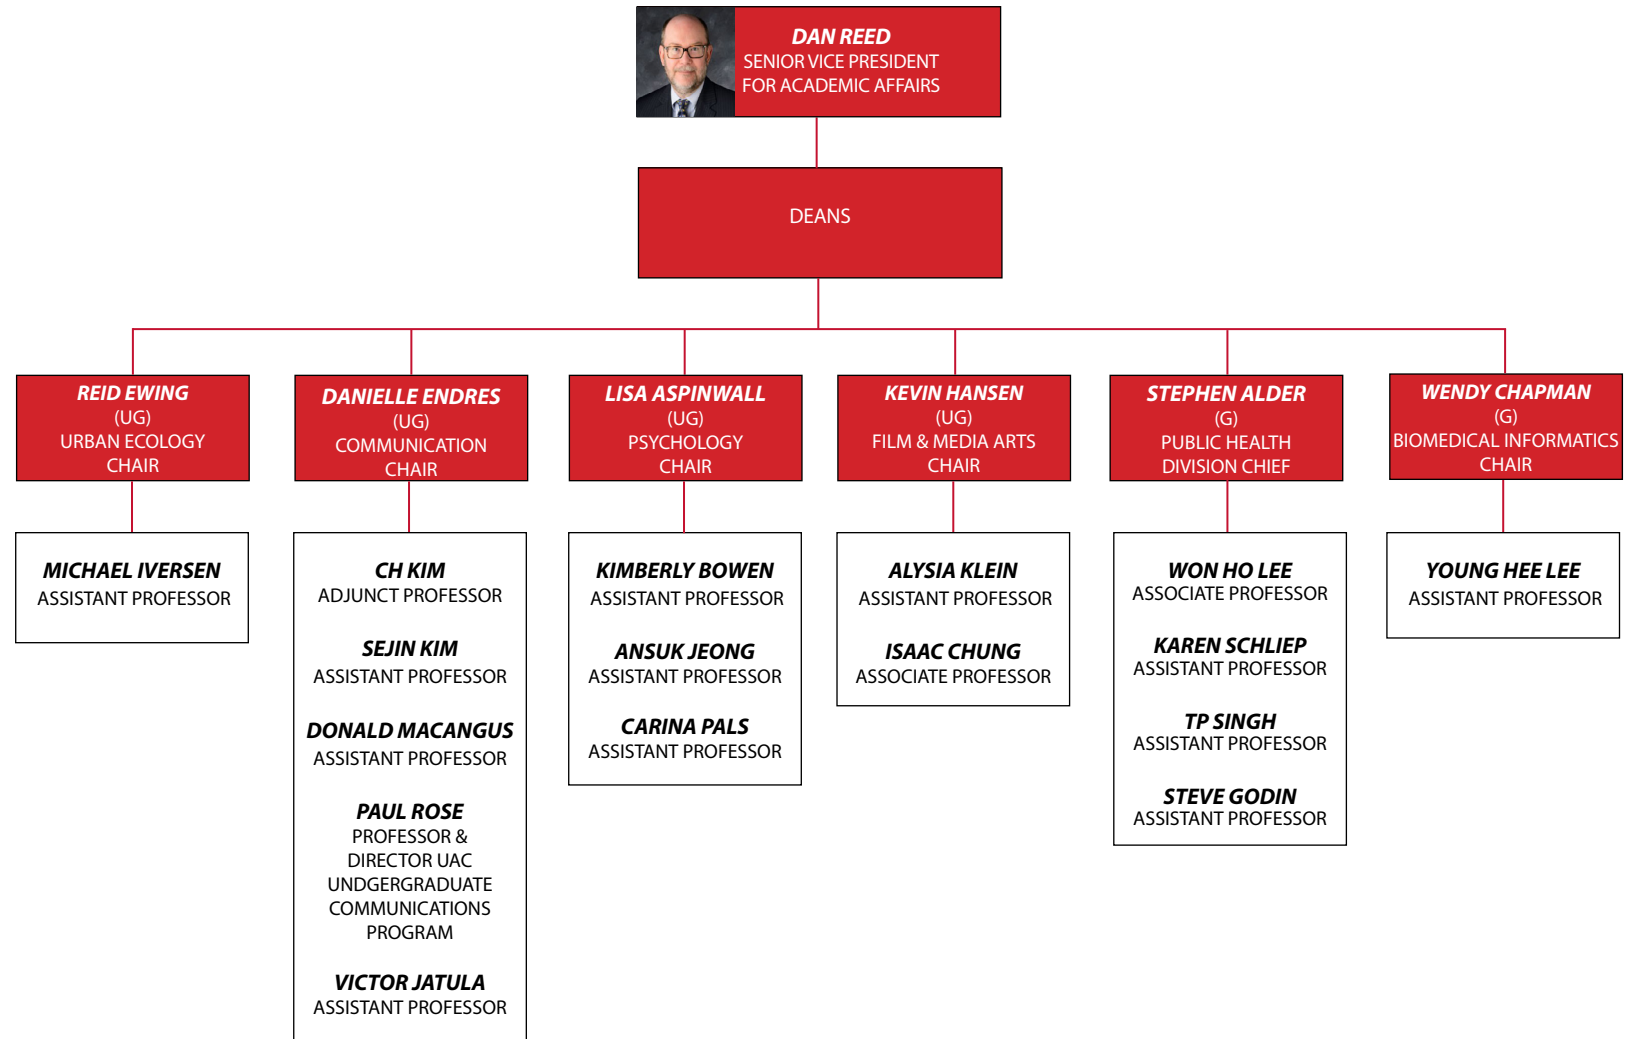 DAN REED
SENIOR VICE PRESIDENT
FOR ACADEMIC AFFAIRS
DEANS
REID EWING
(UG)
URBAN ECOLOGY
CHAIR
DANIELLE ENDRES
(UG)
COMMUNICATION
CHAIR
LISA ASPINWALL
(UG)
PSYCHOLOGY
CHAIR
KEVIN HANSEN
(UG)
FILM & MEDIA ARTS
CHAIR
STEPHEN ALDER
(G)
PUBLIC HEALTH
DIVISION CHIEF
WENDY CHAPMAN
(G)
BIOMEDICAL INFORMATICS
CHAIR
MICHAEL IVERSEN
ASSISTANT PROFESSOR
CH KIM
ADJUNCT PROFESSOR
SEJIN KIM
ASSISTANT PROFESSOR
DONALD MACANGUS
ASSISTANT PROFESSOR
PAUL ROSE
PROFESSOR &
DIRECTOR UAC
UNDGERGRADUATE
COMMUNICATIONS
PROGRAM
VICTOR JATULA
ASSISTANT PROFESSOR
KIMBERLY BOWEN
ASSISTANT PROFESSOR
ANSUK JEONG
ASSISTANT PROFESSOR
CARINA PALS
ASSISTANT PROFESSOR
ALYSIA KLEIN
ASSISTANT PROFESSOR
ISAAC CHUNG
ASSOCIATE PROFESSOR
WON HO LEE
ASSOCIATE PROFESSOR
KAREN SCHLIEP
ASSISTANT PROFESSOR
TP SINGH
ASSISTANT PROFESSOR
STEVE GODIN
ASSISTANT PROFESSOR
YOUNG HEE LEE
ASSISTANT PROFESSOR